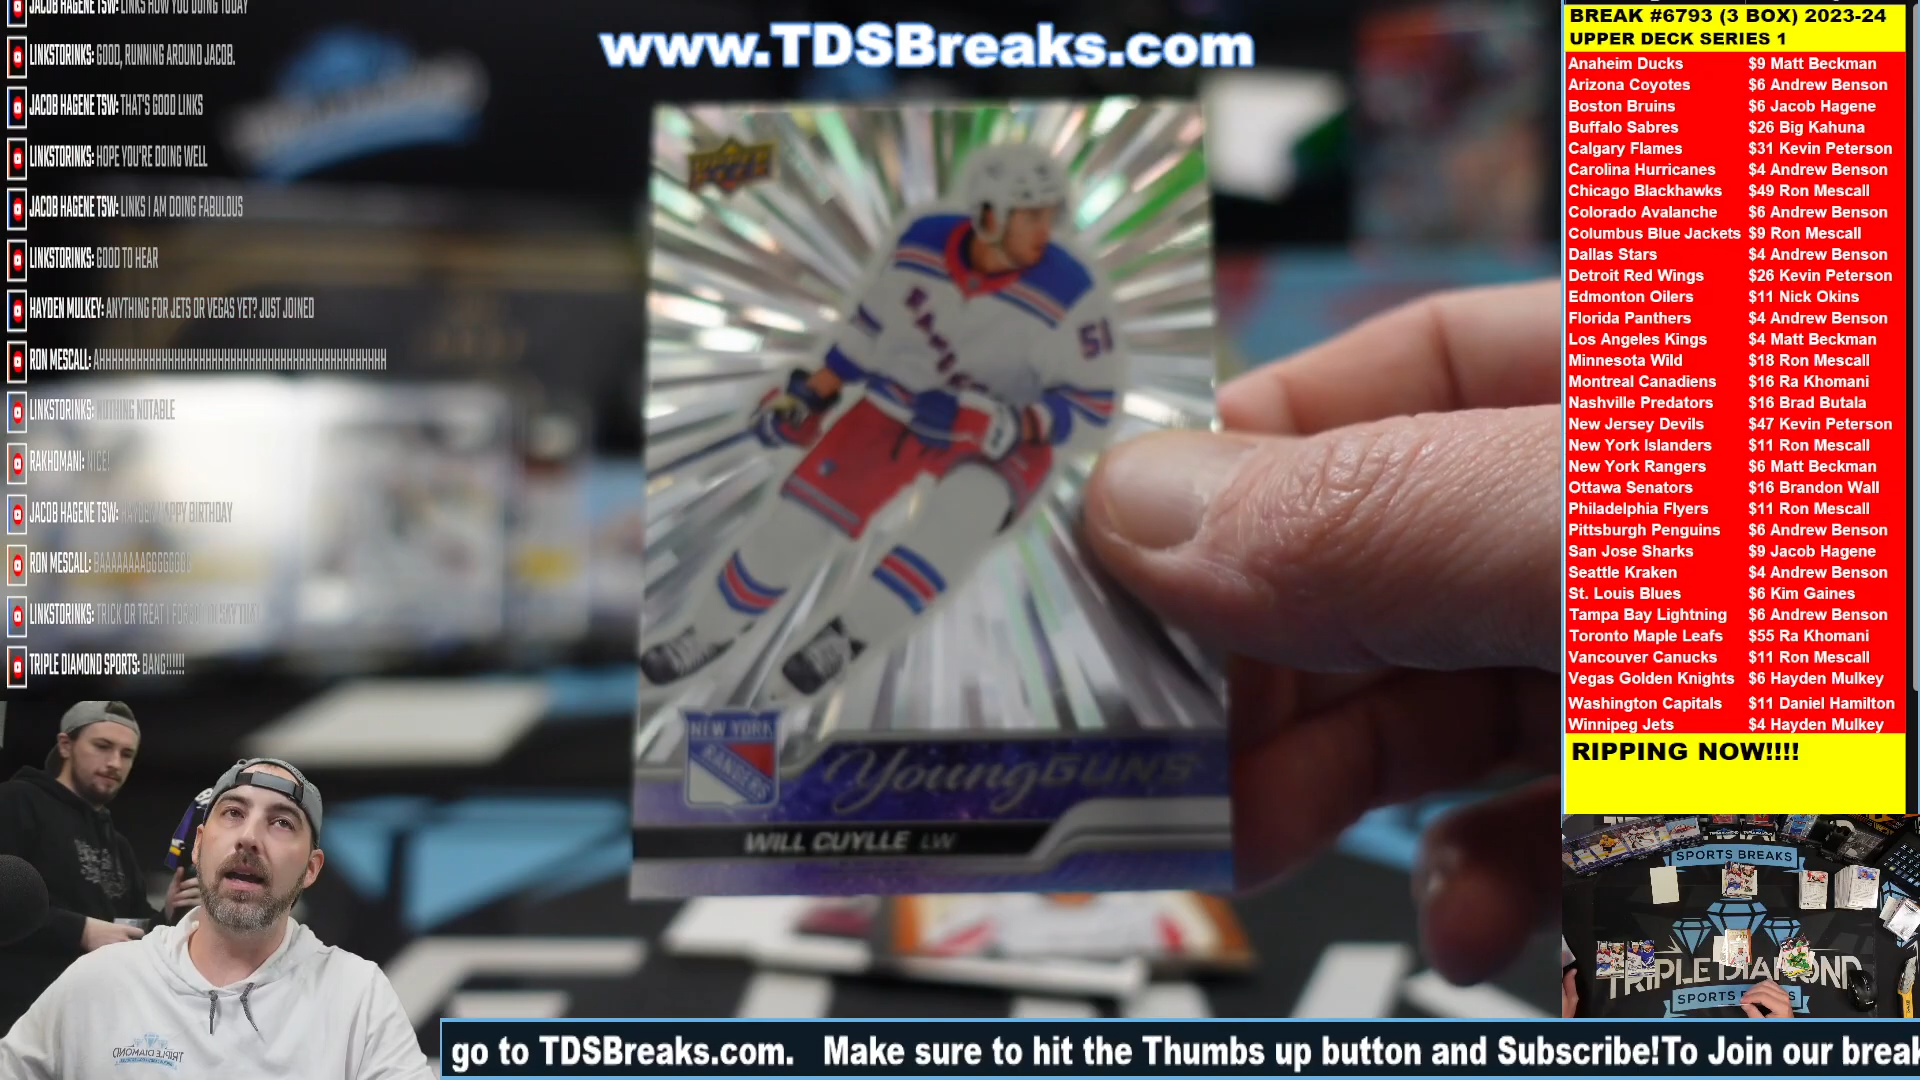 JACOB HAGENE TSW: LINKS HOW YOU DOING TODAY
LINKSTORINKS: GOOD, RUNNING AROUND JACOB.
JACOB HAGENE TSW: THAT'S GOOD LINKS
LINKSTORINKS: HOPE YOU'RE DOING WELL
JACOB HAGENE TSW: LINKS I AM DOING FABULOUS
LINKSTORINKS: GOOD TO HEAR
HAYDEN MULKEY: ANYTHING FOR JETS OR VEGAS YET? JUST JOINED
RON MESCALL:
LINKSTORINKS: NOTHING NOTABLE
RAKHOMANI: NICE!
JACOB HAGENE TSW: HAPPY BIRTHDAY
RON MESCALL:
LINKSTORINKS: TRICK OR TREAT I
TRIPLE DIAMOND SPORTS: BANG!!!!!!
www.TDSBreaks.com
UPPER DECK
RANGERS
51
NEW YORK
RANGERS
Young GUNS
WILL CUYLLE LW
BREAK #6793 (3 BOX) 2023-24
UPPER DECK SERIES 1
Anaheim Ducks $9 Matt Beckman
Arizona Coyotes $6 Andrew Benson
Boston Bruins $6 Jacob Hagene
Buffalo Sabres $26 Big Kahuna
Calgary Flames $31 Kevin Peterson
Carolina Hurricanes $4 Andrew Benson
Chicago Blackhawks $49 Ron Mescall
Colorado Avalanche $6 Andrew Benson
Columbus Blue Jackets $9 Ron Mescall
Dallas Stars $4 Andrew Benson
Detroit Red Wings $26 Kevin Peterson
Edmonton Oilers $11 Nick Okins
Florida Panthers $4 Andrew Benson
Los Angeles Kings $4 Matt Beckman
Minnesota Wild $18 Ron Mescall
Montreal Canadiens $16 Ra Khomani
Nashville Predators $16 Brad Butala
New Jersey Devils $47 Kevin Peterson
New York Islanders $11 Ron Mescall
New York Rangers $6 Matt Beckman
Ottawa Senators $16 Brandon Wall
Philadelphia Flyers $11 Ron Mescall
Pittsburgh Penguins $6 Andrew Benson
San Jose Sharks $9 Jacob Hagene
Seattle Kraken $4 Andrew Benson
St. Louis Blues $6 Kim Gaines
Tampa Bay Lightning $6 Andrew Benson
Toronto Maple Leafs $55 Ra Khomani
Vancouver Canucks $11 Ron Mescall
Vegas Golden Knights $6 Hayden Mulkey
Washington Capitals $11 Daniel Hamilton
Winnipeg Jets $4 Hayden Mulkey
RIPPING NOW!!!!
SPORTS BREAKS
TRIPLE DIAMOND
SPORTS
go to TDSBreaks.com. Make sure to hit the Thumbs up button and Subscribe!To Join our break